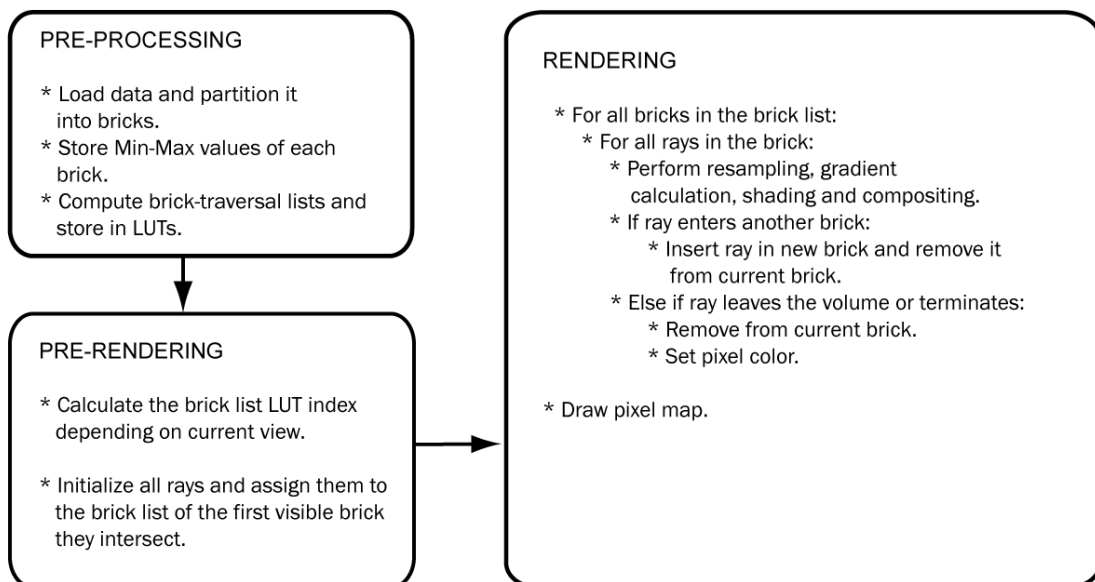 PRE-PROCESSING
* Load data and partition it
into bricks.
* Store Min-Max values of each
brick.
* Compute brick-traversal lists and
store in LUTs.
PRE-RENDERING
* Calculate the brick list LUT index
depending on current view.
* Initialize all rays and assign them to
the brick list of the first visible brick
they intersect.
RENDERING
* For all bricks in the brick list:
* For all rays in the brick:
* Perform resampling, gradient
calculation, shading and compositing.
* If ray enters another brick:
* Insert ray in new brick and remove it
from current brick.
* Else if ray leaves the volume or terminates:
* Remove from current brick.
* Set pixel color.
* Draw pixel map.